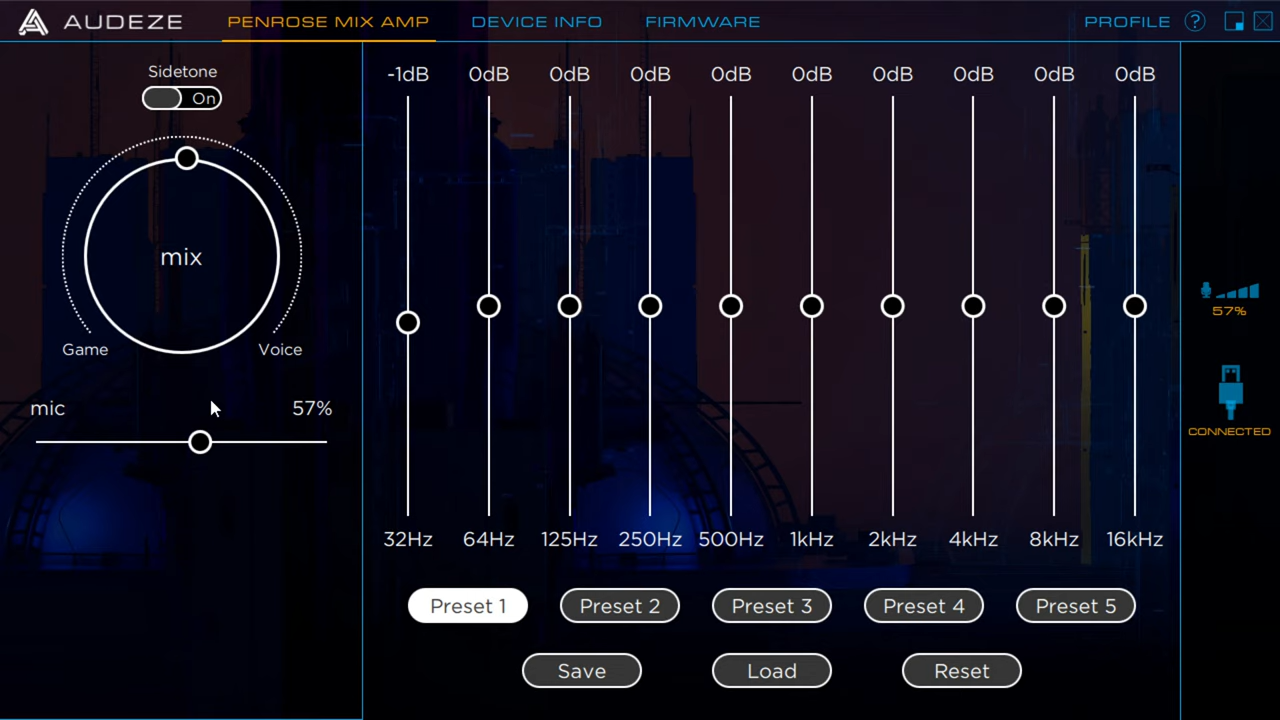 AUDEZE
PENROSE MIX AMP
DEVICE INFO
FIRMWARE
PROFILE
?
Sidetone
On
mix
Game
Voice
mic
57%
-1dB 0dB 0dB 0dB 0dB 0dB 0dB 0dB 0dB 0dB
32Hz 64Hz 125Hz 250Hz 500Hz 1kHz 2kHz 4kHz 8kHz 16kHz
Preset 1
Preset 2
Preset 3
Preset 4
Preset 5
Save
Load
Reset
57%
CONNECTED